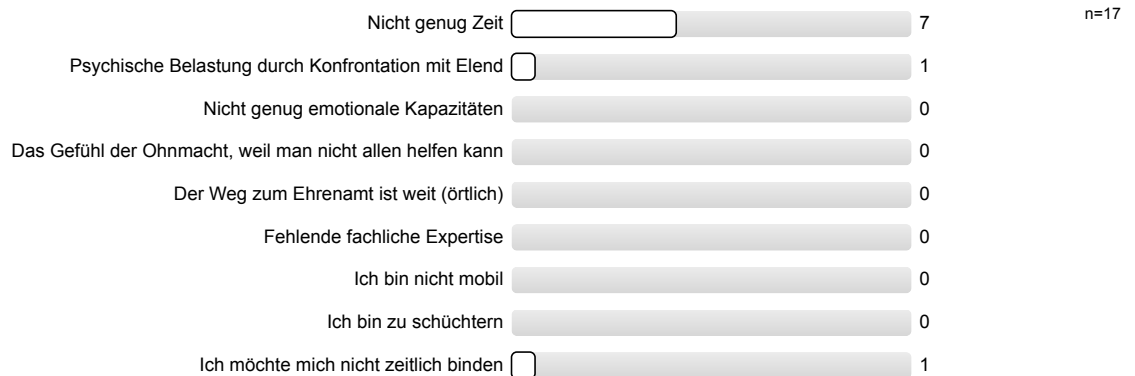 Nicht genug Zeit 7 n=17
Psychische Belastung durch Konfrontation mit Elend 1
Nicht genug emotionale Kapazitäten 0
Das Gefühl der Ohnmacht, weil man nicht allen helfen kann 0
Der Weg zum Ehrenamt ist weit (örtlich) 0
Fehlende fachliche Expertise 0
Ich bin nicht mobil 0
Ich bin zu schüchtern 0
Ich möchte mich nicht zeitlich binden 1